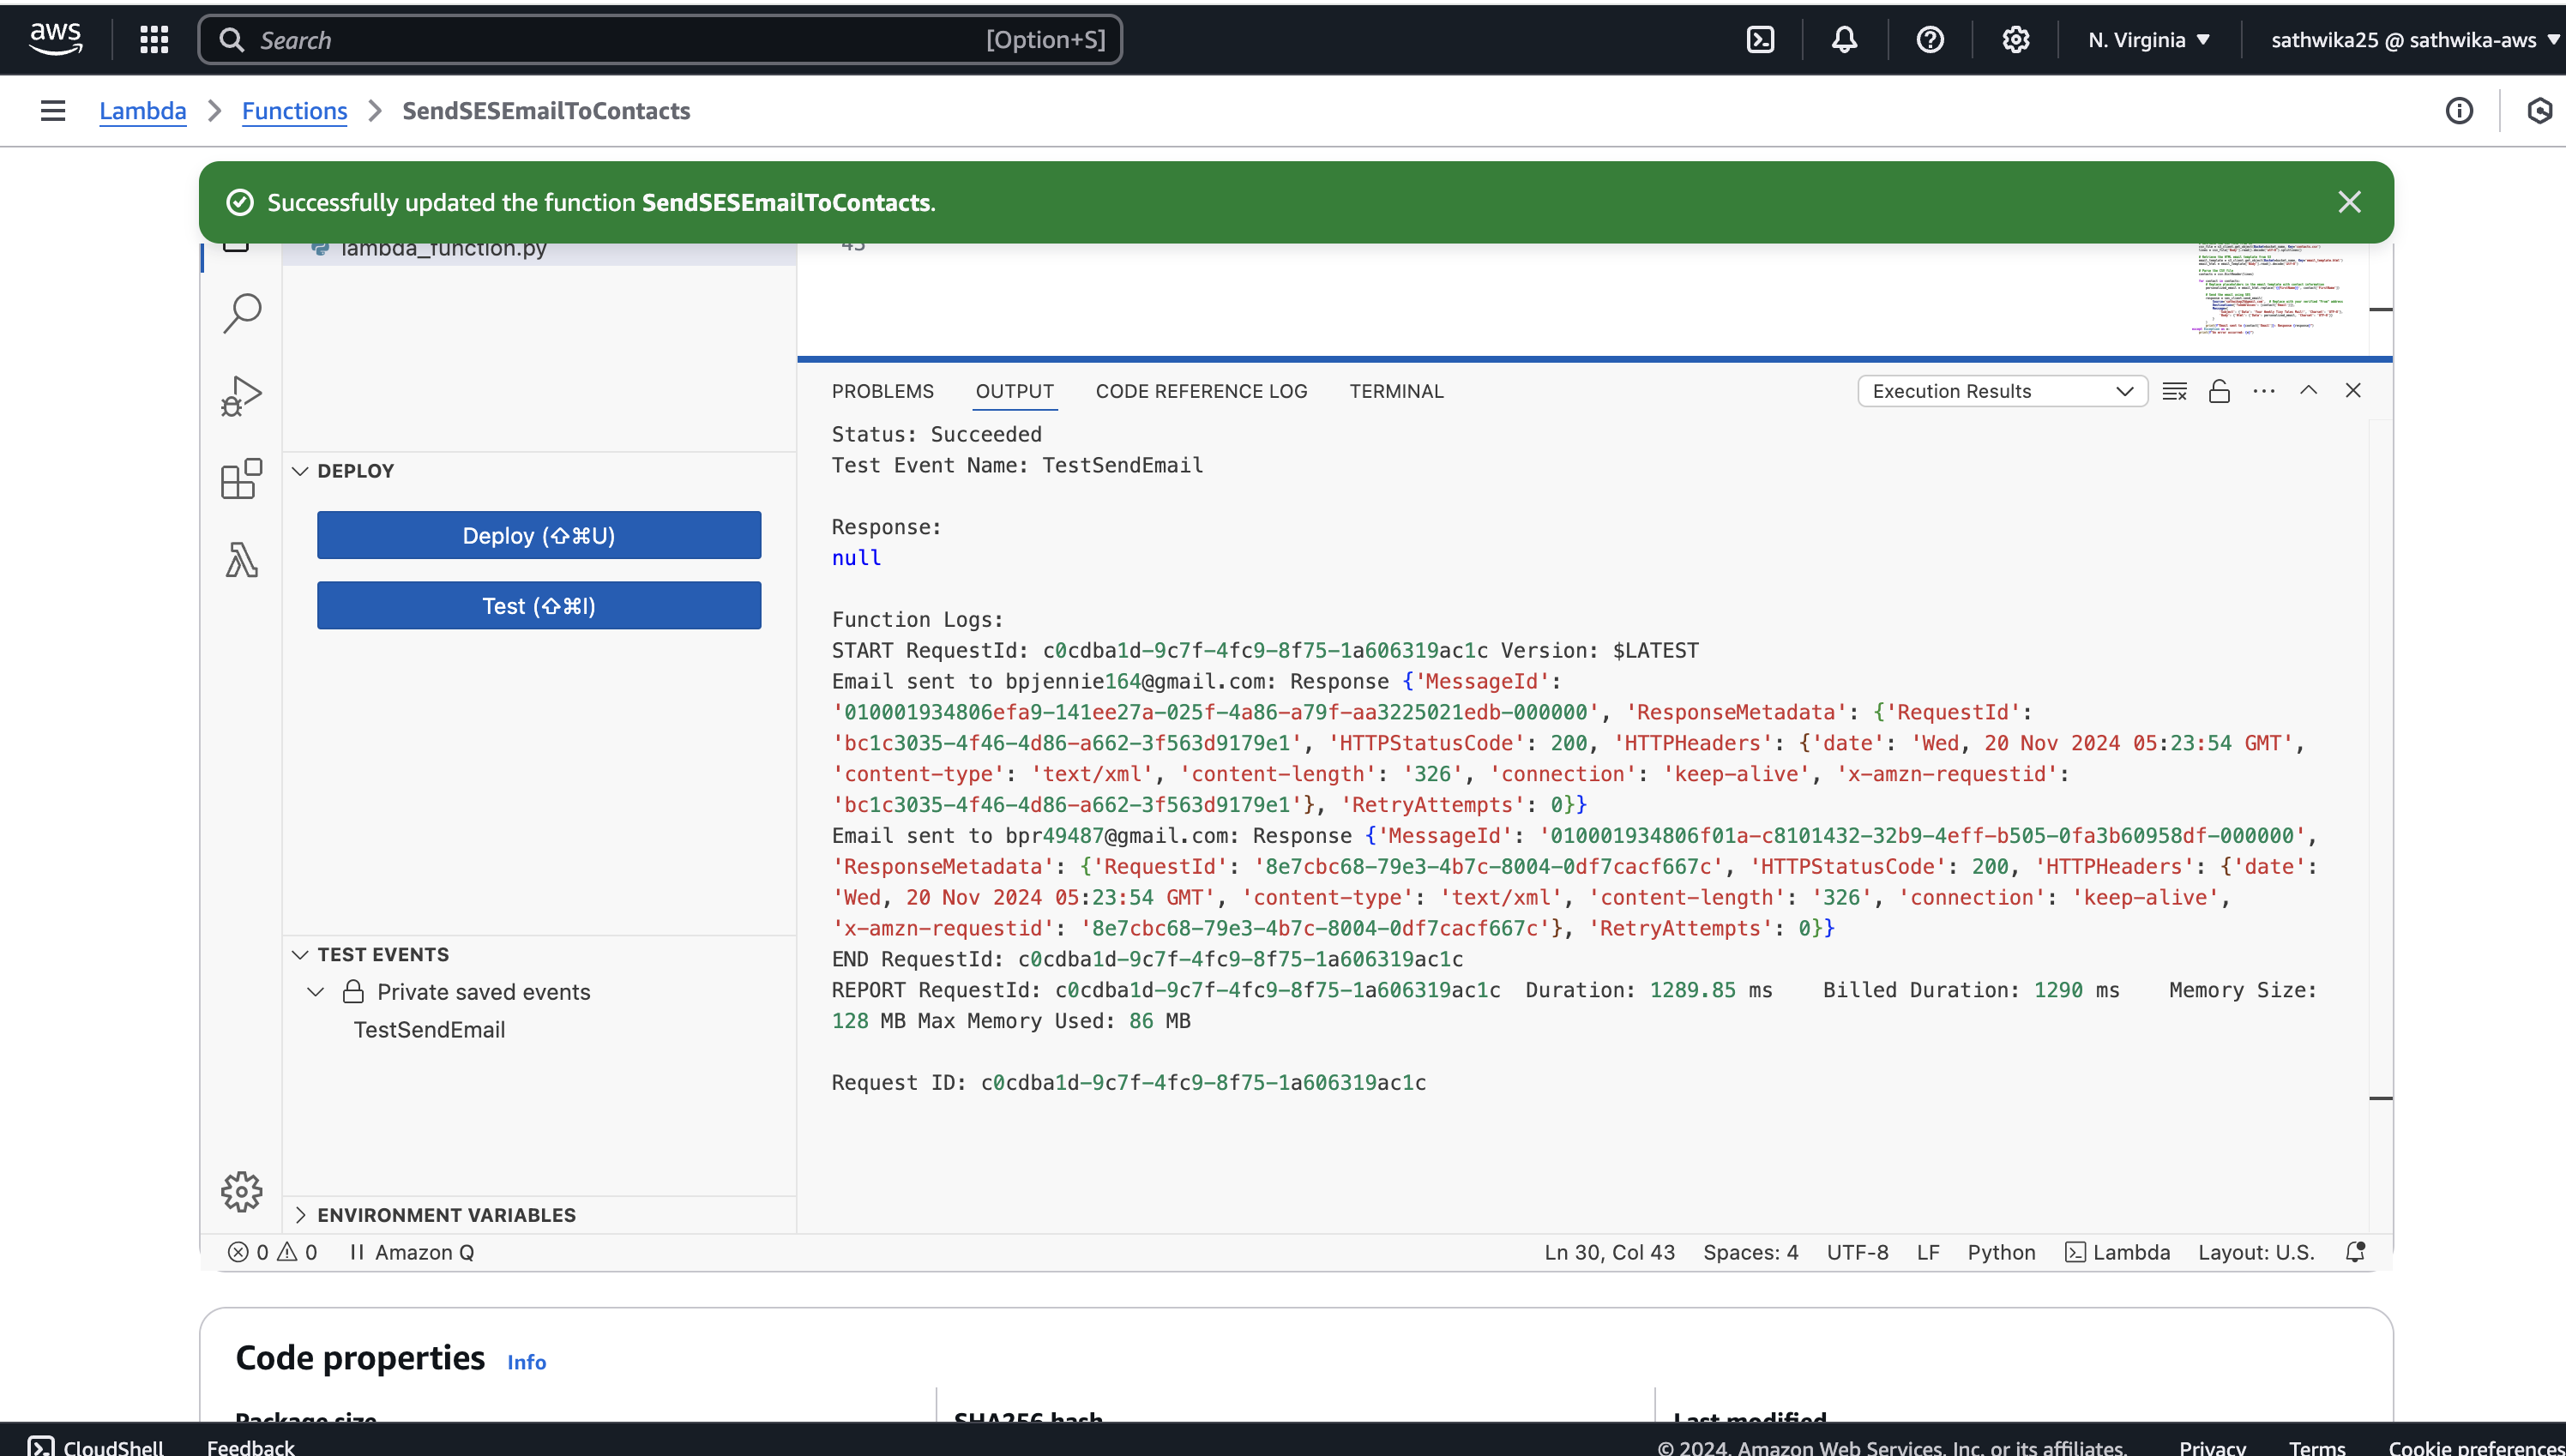 aws
Search
[Option+S]
N. Virginia
sathwika25 @ sathwika-aws
Lambda
Functions
SendSESEmailToContacts
Successfully updated the function SendSESEmailToContacts.
lambda_function.py
45
PROBLEMS
OUTPUT
CODE REFERENCE LOG
TERMINAL
Execution Results
Status: Succeeded
Test Event Name: TestSendEmail
Response:
null
Function Logs:
START RequestId: c0cdba1d-9c7f-4fc9-8f75-1a606319ac1c Version: $LATEST
Email sent to bpjennie164@gmail.com: Response {'MessageId':
'010001934806efa9-141ee27a-025f-4a86-a79f-aa3225021edb-000000', 'ResponseMetadata': {'RequestId':
'bc1c3035-4f46-4d86-a662-3f563d9179e1', 'HTTPStatusCode': 200, 'HTTPHeaders': {'date': 'Wed, 20 Nov 2024 05:23:54 GMT',
'content-type': 'text/xml', 'content-length': '326', 'connection': 'keep-alive', 'x-amzn-requestid':
'bc1c3035-4f46-4d86-a662-3f563d9179e1'}, 'RetryAttempts': 0}}
Email sent to bpr49487@gmail.com: Response {'MessageId': '010001934806f01a-c8101432-32b9-4eff-b505-0fa3b60958df-000000',
'ResponseMetadata': {'RequestId': '8e7cbc68-79e3-4b7c-8004-0df7cacf667c', 'HTTPStatusCode': 200, 'HTTPHeaders': {'date':
'Wed, 20 Nov 2024 05:23:54 GMT', 'content-type': 'text/xml', 'content-length': '326', 'connection': 'keep-alive',
'x-amzn-requestid': '8e7cbc68-79e3-4b7c-8004-0df7cacf667c'}, 'RetryAttempts': 0}}
END RequestId: c0cdba1d-9c7f-4fc9-8f75-1a606319ac1c
REPORT RequestId: c0cdba1d-9c7f-4fc9-8f75-1a606319ac1c Duration: 1289.85 ms Billed Duration: 1290 ms Memory Size:
128 MB Max Memory Used: 86 MB
Request ID: c0cdba1d-9c7f-4fc9-8f75-1a606319ac1c
DEPLOY
Deploy (⇧⌘U)
Test (⇧⌘I)
TEST EVENTS
Private saved events
TestSendEmail
ENVIRONMENT VARIABLES
0 0 Amazon Q
Ln 30, Col 43 Spaces: 4 UTF-8 LF Python Lambda Layout: U.S.
Code properties Info
Package size
SHA256 hash
Last modified
CloudShell Feedback
© 2024, Amazon Web Services, Inc. or its affiliates. Privacy Terms Cookie preferences